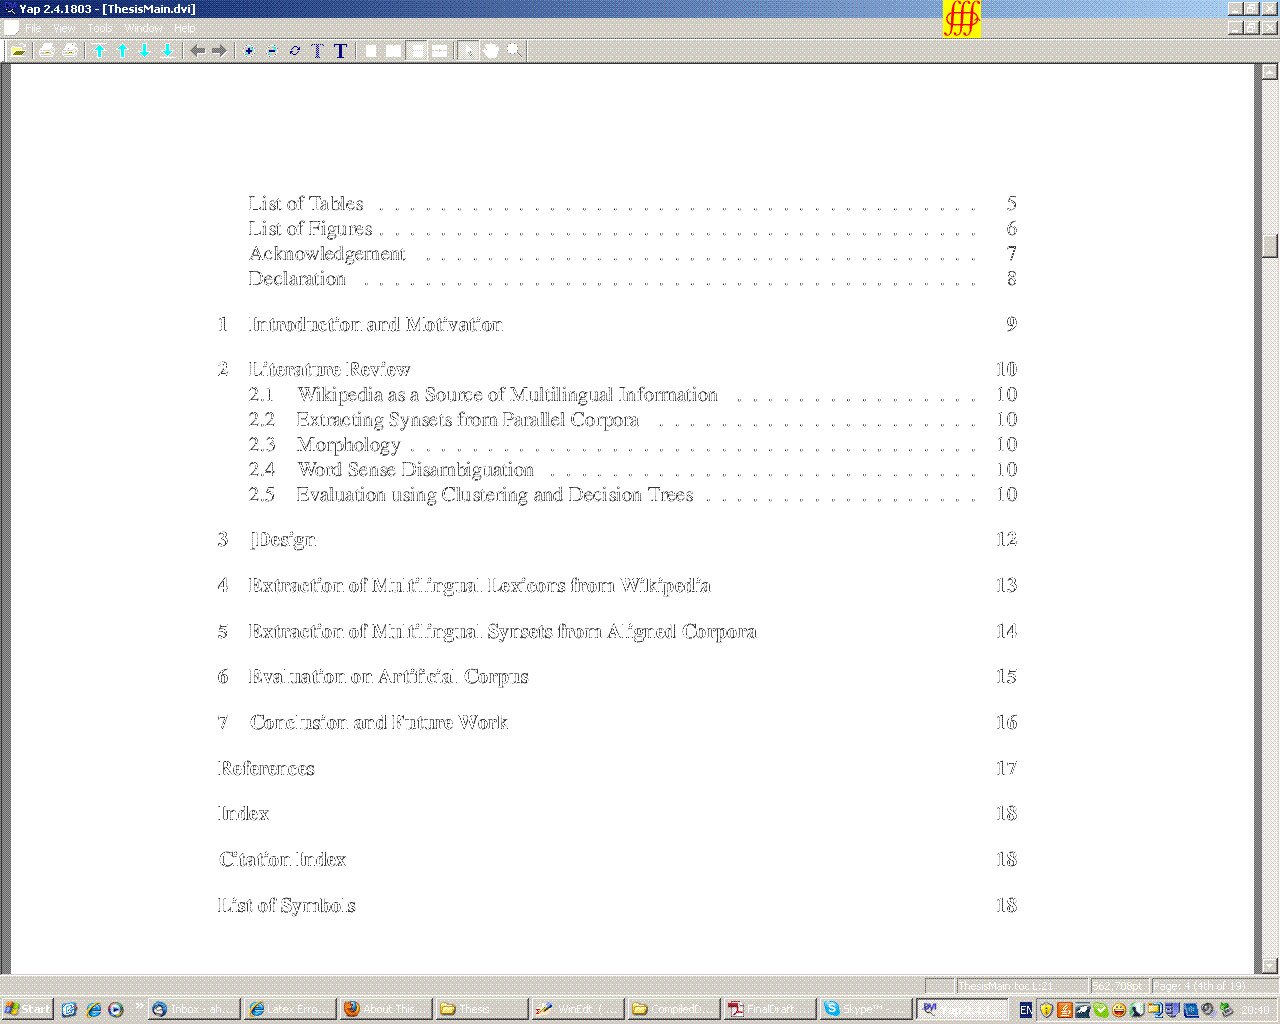 Yap 2.4.1803 - [ThesisMain.dvi]
File View Tools Window Help
List of Tables . . . . . . . . . . . . . . . . . . . . . . . . . . . . . . . . . . . . . . . 5
List of Figures . . . . . . . . . . . . . . . . . . . . . . . . . . . . . . . . . . . . . . . 6
Acknowledgement . . . . . . . . . . . . . . . . . . . . . . . . . . . . . . . . . . . . 7
Declaration . . . . . . . . . . . . . . . . . . . . . . . . . . . . . . . . . . . . . . . . 8
1 Introduction and Motivation 9
2 Literature Review 10
2.1 Wikipedia as a Source of Multilingual Information . . . . . . . . . . . . . . . . 10
2.2 Extracting Synsets from Parallel Corpora . . . . . . . . . . . . . . . . . . . . . 10
2.3 Morphology . . . . . . . . . . . . . . . . . . . . . . . . . . . . . . . . . . . . . 10
2.4 Word Sense Disambiguation . . . . . . . . . . . . . . . . . . . . . . . . . . . . 10
2.5 Evaluation using Clustering and Decision Trees . . . . . . . . . . . . . . . . . . 10
3 ]Design 12
4 Extraction of Multilingual Lexicons from Wikipedia 13
5 Extraction of Multilingual Synsets from Aligned Corpora 14
6 Evaluation on Artificial Corpus 15
7 Conclusion and Future Work 16
References 17
Index 18
Citation Index 18
List of Symbols 18
ThesisMain.toc L:21 562,708pt Page: 4 (4th of 19)
Start Inbox - ah... Latex Erro... About This... Thesis WinEdt (... CompiledD... FinalDraft... Skype™ -... Yap 2.4.1... EN 20:40